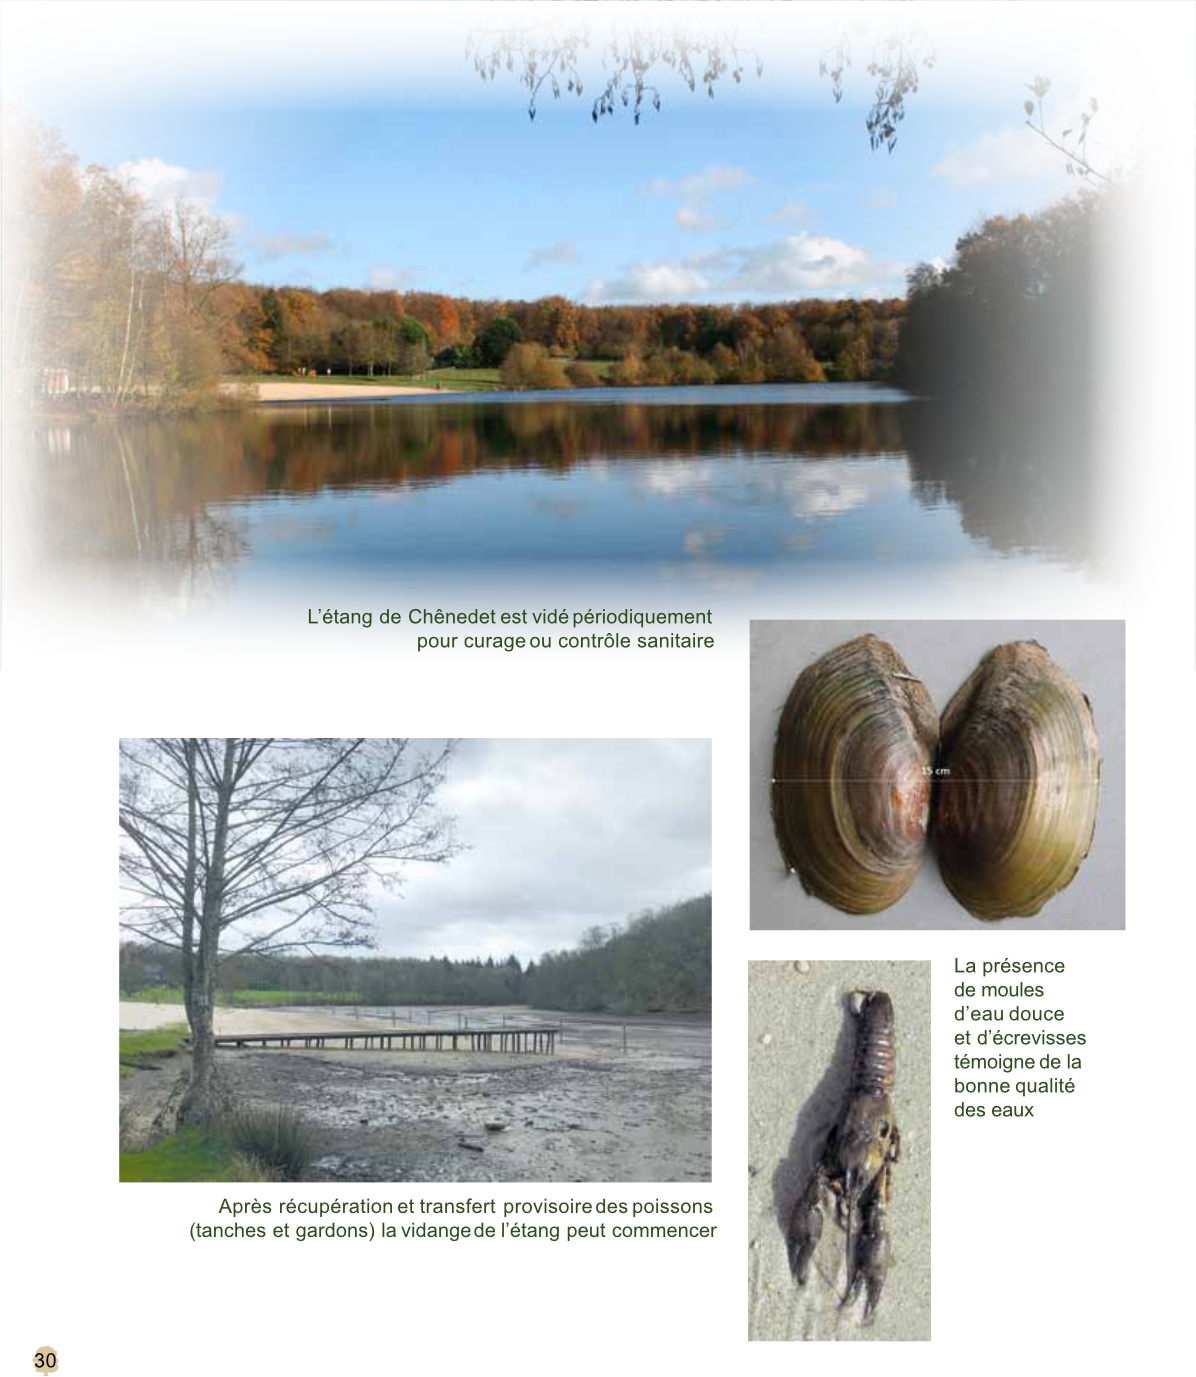 L’étang de Chênedet est vidé périodiquement
pour curage ou contrôle sanitaire
15 cm
La présence
de moules
d’eau douce
et d’écrevisses
témoigne de la
bonne qualité
des eaux
Après récupération et transfert provisoire des poissons
(tanches et gardons) la vidange de l’étang peut commencer
30